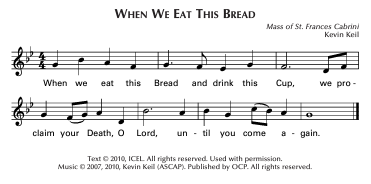 WHEN WE EAT THIS BREAD
Mass of St. Frances Cabrini
Kevin Keil
When we eat this Bread and drink this Cup, we pro-
claim your Death, O Lord, un - til you come a - gain.
Text © 2010, ICEL. All rights reserved. Used with permission.
Music © 2007, 2010, Kevin Keil (ASCAP). Published by OCP. All rights reserved.